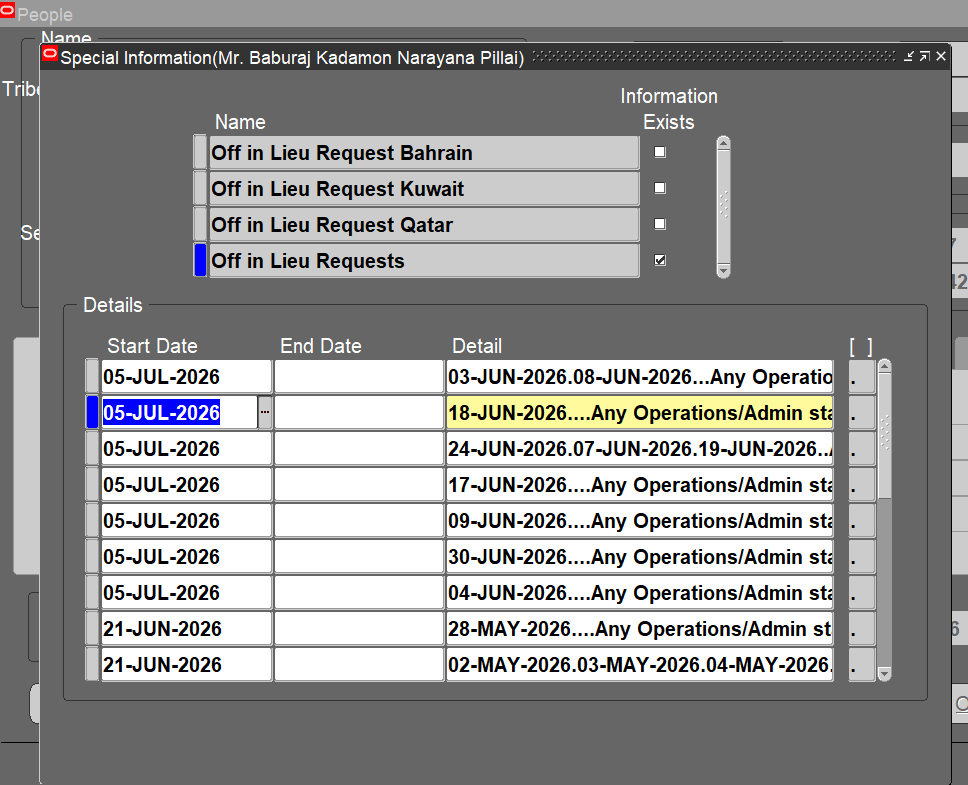 People
Name
Special Information(Mr. Baburaj Kadamon Narayana Pillai)
Tribe
Information
Name Exists
Off in Lieu Request Bahrain
Off in Lieu Request Kuwait
Off in Lieu Request Qatar
Se
Off in Lieu Requests
7
42
Details
Start Date End Date Detail [ ]
05-JUL-2026 03-JUN-2026.08-JUN-2026...Any Operatio .
05-JUL-2026 ... 18-JUN-2026....Any Operations/Admin sta .
05-JUL-2026 24-JUN-2026.07-JUN-2026.19-JUN-2026..A .
05-JUL-2026 17-JUN-2026....Any Operations/Admin sta .
05-JUL-2026 09-JUN-2026....Any Operations/Admin sta .
05-JUL-2026 30-JUN-2026....Any Operations/Admin sta .
05-JUL-2026 04-JUN-2026....Any Operations/Admin sta .
21-JUN-2026 28-MAY-2026....Any Operations/Admin st .
6
21-JUN-2026 02-MAY-2026.03-MAY-2026.04-MAY-2026. .